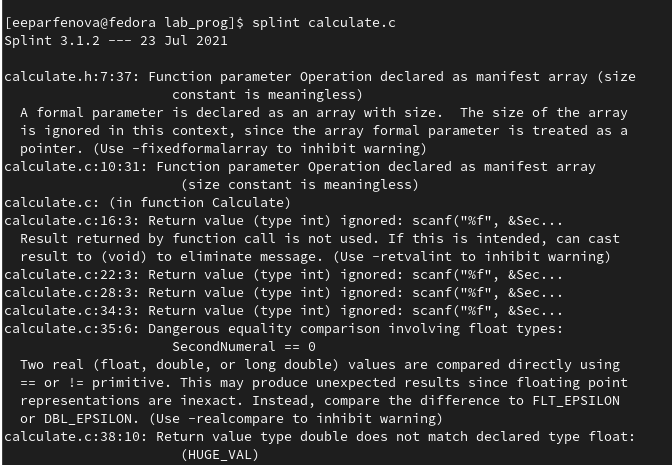 [eeparfenova@fedora lab_prog]$ splint calculate.c
Splint 3.1.2 --- 23 Jul 2021
calculate.h:7:37: Function parameter Operation declared as manifest array (size
constant is meaningless)
A formal parameter is declared as an array with size.  The size of the array
is ignored in this context, since the array formal parameter is treated as a
pointer. (Use -fixedformalarray to inhibit warning)
calculate.c:10:31: Function parameter Operation declared as manifest array
(size constant is meaningless)
calculate.c: (in function Calculate)
calculate.c:16:3: Return value (type int) ignored: scanf("%f", &Sec...
Result returned by function call is not used. If this is intended, can cast
result to (void) to eliminate message. (Use -retvalint to inhibit warning)
calculate.c:22:3: Return value (type int) ignored: scanf("%f", &Sec...
calculate.c:28:3: Return value (type int) ignored: scanf("%f", &Sec...
calculate.c:34:3: Return value (type int) ignored: scanf("%f", &Sec...
calculate.c:35:6: Dangerous equality comparison involving float types:
SecondNumeral == 0
Two real (float, double, or long double) values are compared directly using
== or != primitive. This may produce unexpected results since floating point
representations are inexact. Instead, compare the difference to FLT_EPSILON
or DBL_EPSILON. (Use -realcompare to inhibit warning)
calculate.c:38:10: Return value type double does not match declared type float:
(HUGE_VAL)